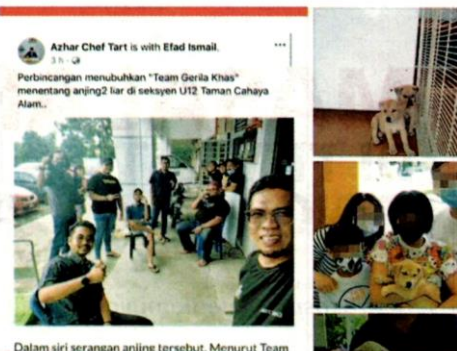 Azhar Chef Tart is with Efad Ismail.
3 h
Perbincangan menubuhkan "Team Gerila Khas"
menentang anjing2 liar di seksyen U12 Taman Cahaya
Alam..
Dalam siri serangan anjing tersebut, Menurut Team